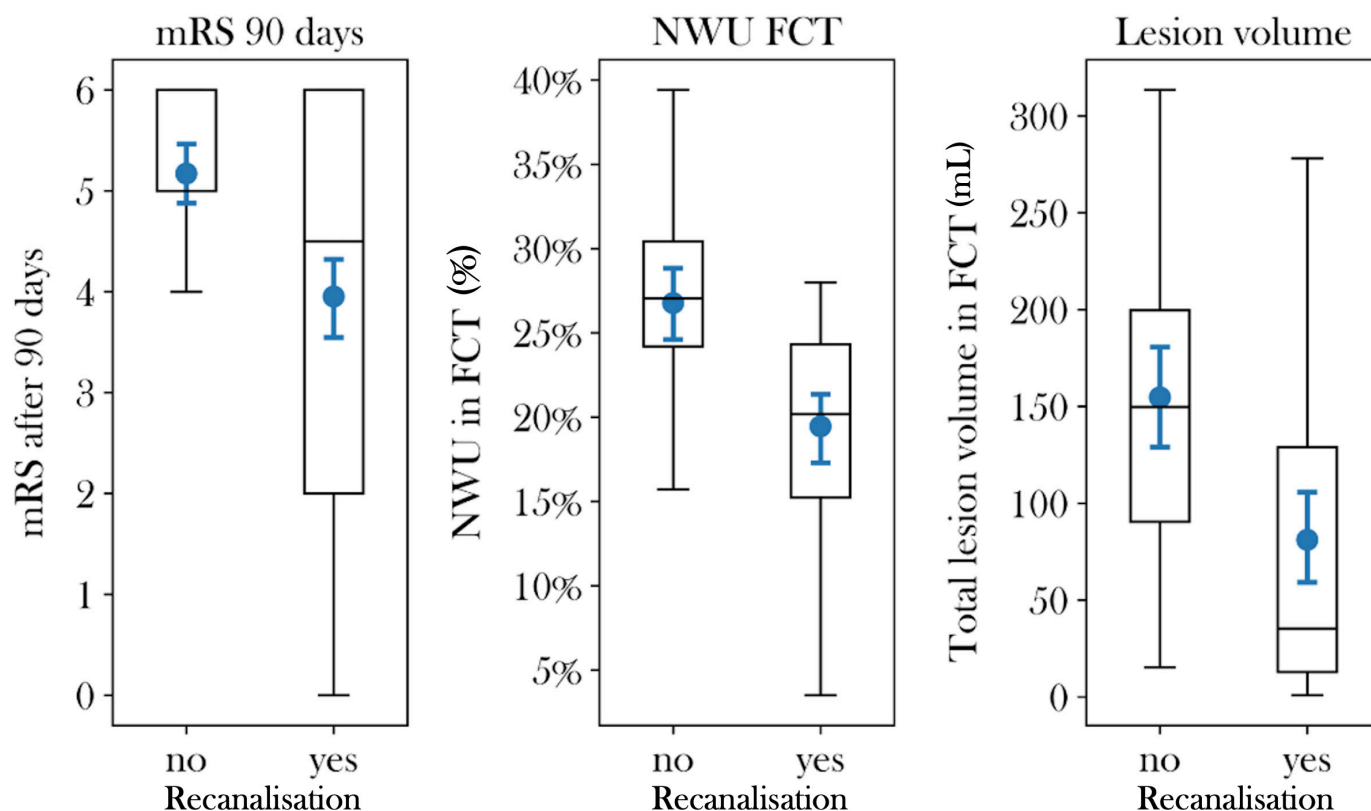 mRS 90 days
mRS after 90 days
6
5
4
3
2
1
0
no yes
Recanalisation
NWU FCT
NWU in FCT (%)
40%
35%
30%
25%
20%
15%
10%
5%
no yes
Recanalisation
Lesion volume
Total lesion volume in FCT (mL)
300
250
200
150
100
50
0
no yes
Recanalisation